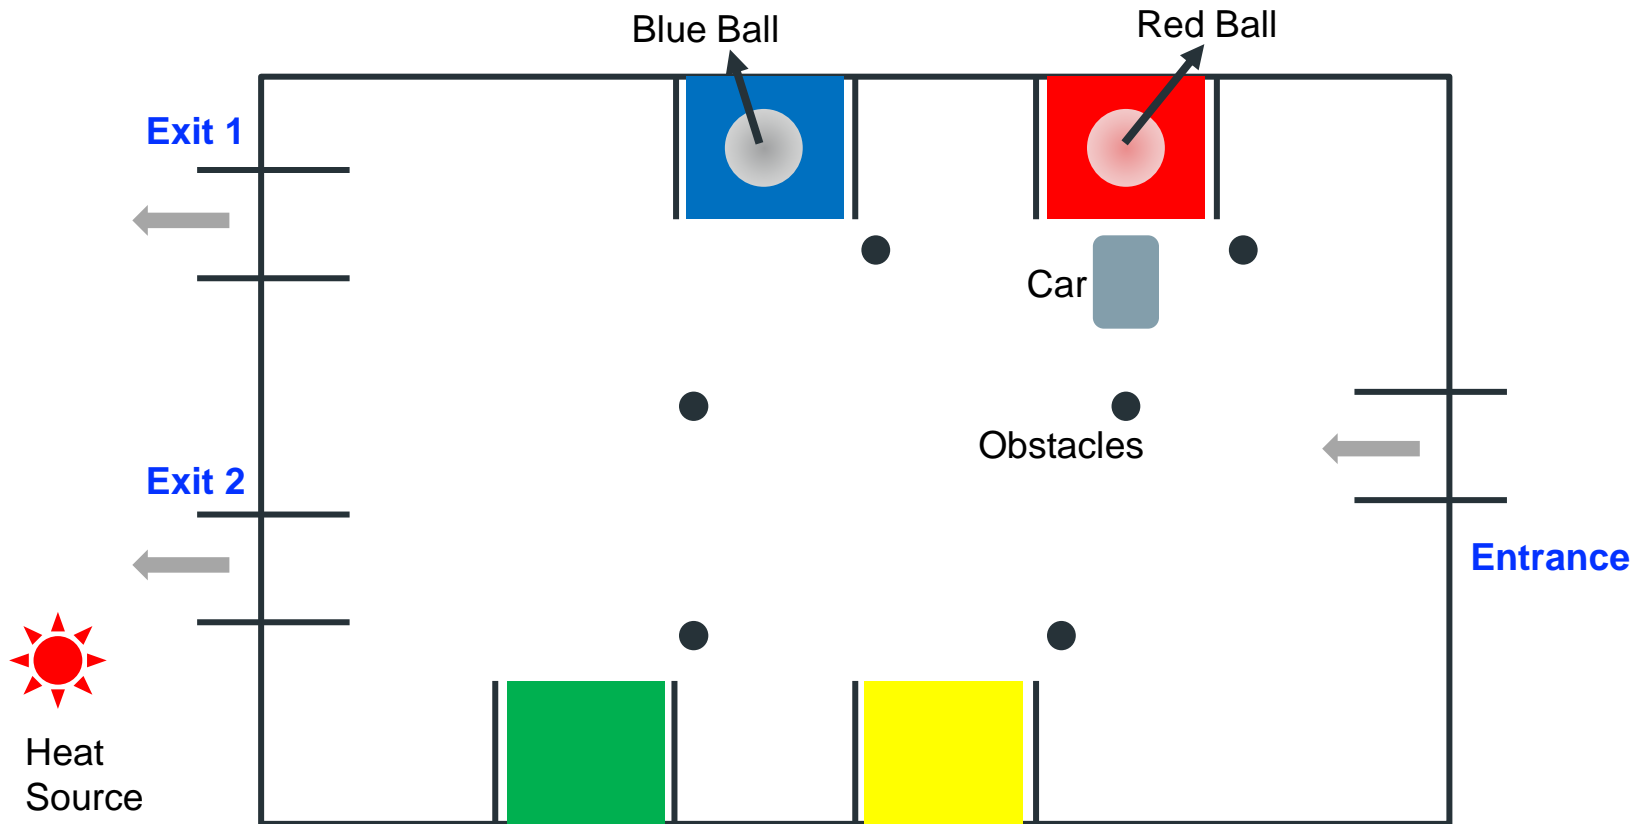 Blue Ball
Red Ball
Exit 1
Car
Obstacles
Exit 2
Entrance
Heat
Source